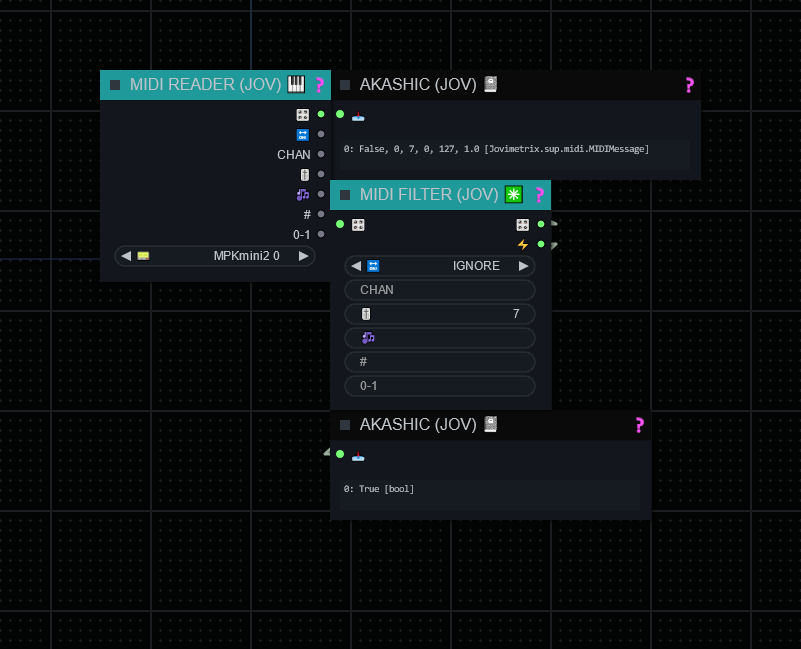 MIDI READER (JOV) 🎹 ❓
AKASHIC (JOV) 📓 ❓
CHAN
#
0-1
◀ 📟 MPKmini2 0 ▶
0: False, 0, 7, 0, 127, 1.0 [Jovimetrix.sup.midi.MIDIMessage]
MIDI FILTER (JOV) ✳️ ❓
◀ IGNORE ▶
CHAN
7
#
0-1
AKASHIC (JOV) 📓 ❓
0: True [bool]